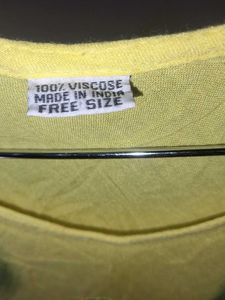 100% VISCOSE
MADE IN INDIA
FREE SIZE